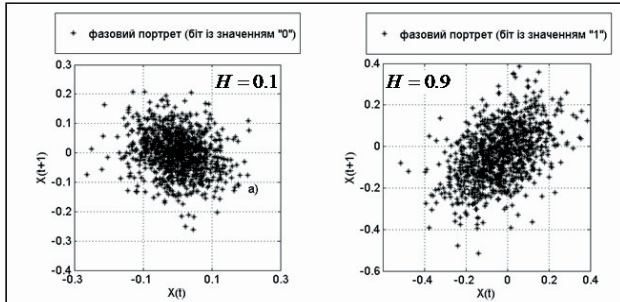 фазовий портрет (біт із значенням "0")
H = 0.1
X(t+1)
0.3
0.2
0.1
0
-0.1
-0.2
-0.3
-0.4
-0.3
-0.1
0.1
0.3
X(t)
a)
фазовий портрет (біт із значенням "1")
H = 0.9
X(t+1)
0.4
0.2
0
-0.2
-0.4
-0.6
-0.4
-0.2
0
0.2
0.4
X(t)